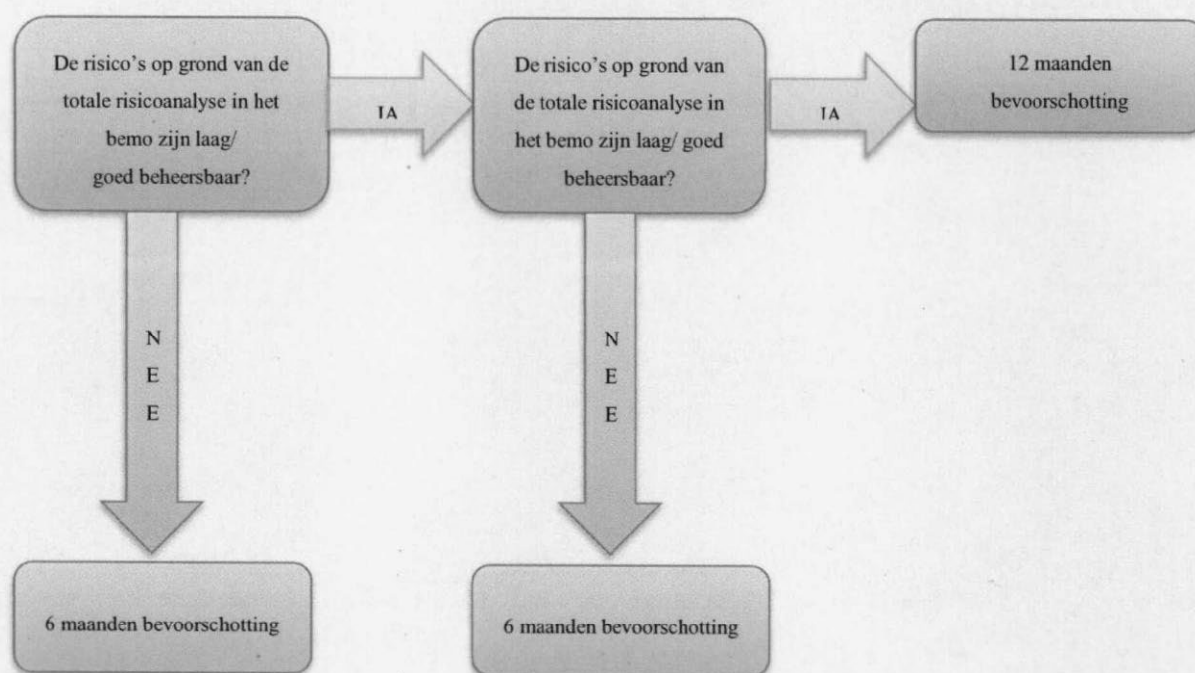 De risico's op grond van de
totale risicoanalyse in het
bemo zijn laag/
goed beheersbaar?
JA
De risico's op grond van
de totale risicoanalyse in
het bemo zijn laag/ goed
beheersbaar?
JA
12 maanden
bevoorschotting
N
E
E
N
E
E
6 maanden bevoorschotting
6 maanden bevoorschotting